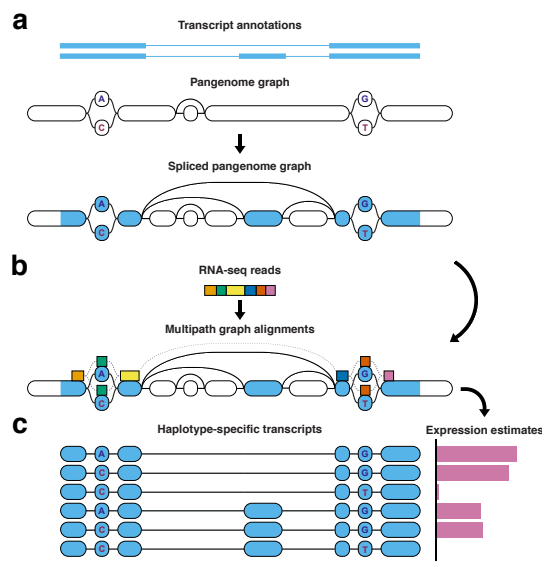 a
Transcript annotations
Pangenome graph
A G
C T
Spliced pangenome graph
A G
C T
b
RNA-seq reads
Multipath graph alignments
A G
C T
c
Haplotype-specific transcripts Expression estimates
A G
C G
C T
A G
C G
C T